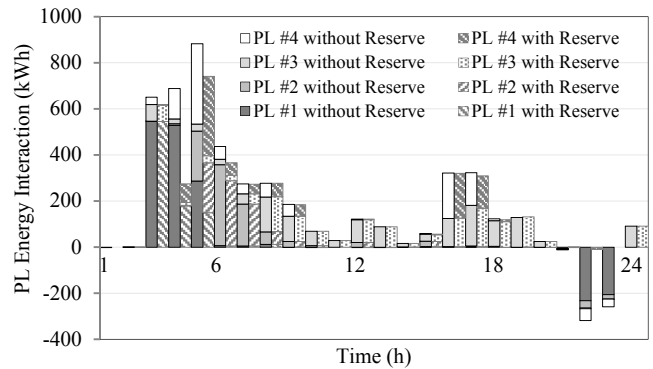 1000
800
600
400
200
0
-200
-400
PL Energy Interaction (kWh)
PL #4 without Reserve
PL #4 with Reserve
PL #3 without Reserve
PL #3 with Reserve
PL #2 without Reserve
PL #2 with Reserve
PL #1 without Reserve
PL #1 with Reserve
1 6 12 18 24
Time (h)